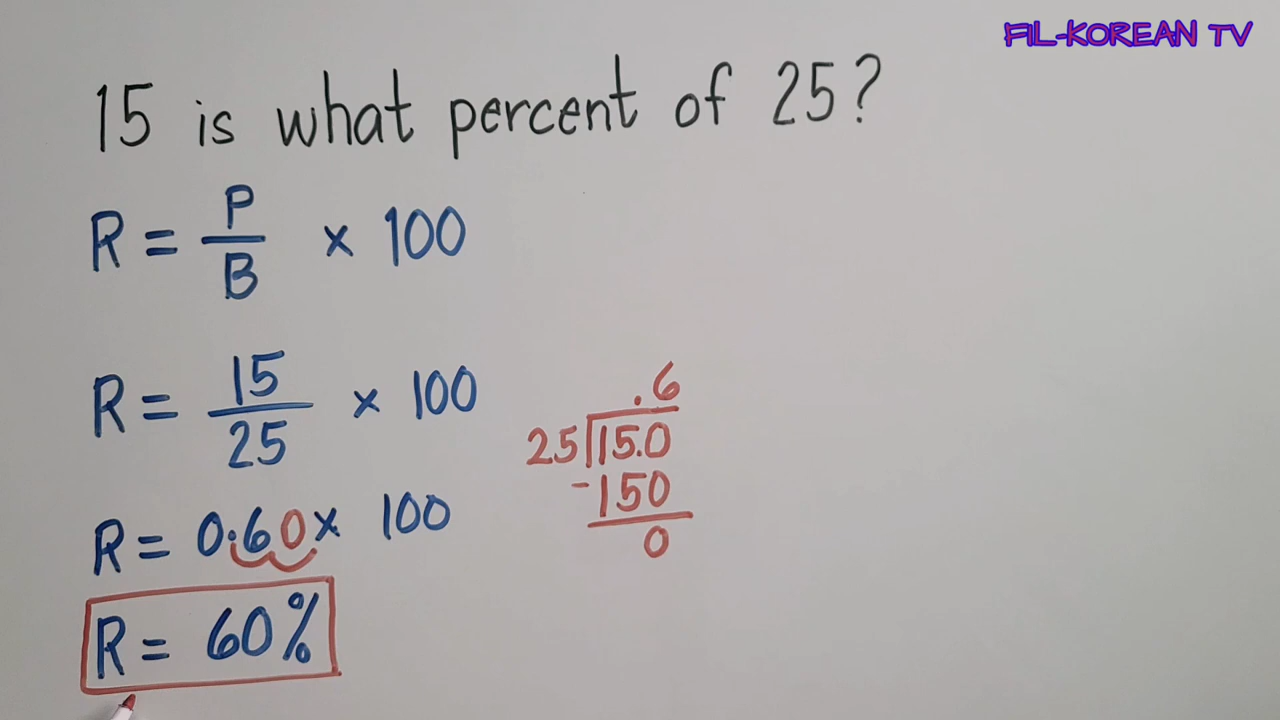 FIL-KOREAN TV
15 is what percent of 25?
R = P/B × 100
R = 15/25 × 100
R = 0.60 × 100
R = 60%
.6
25 15.0
-150
0